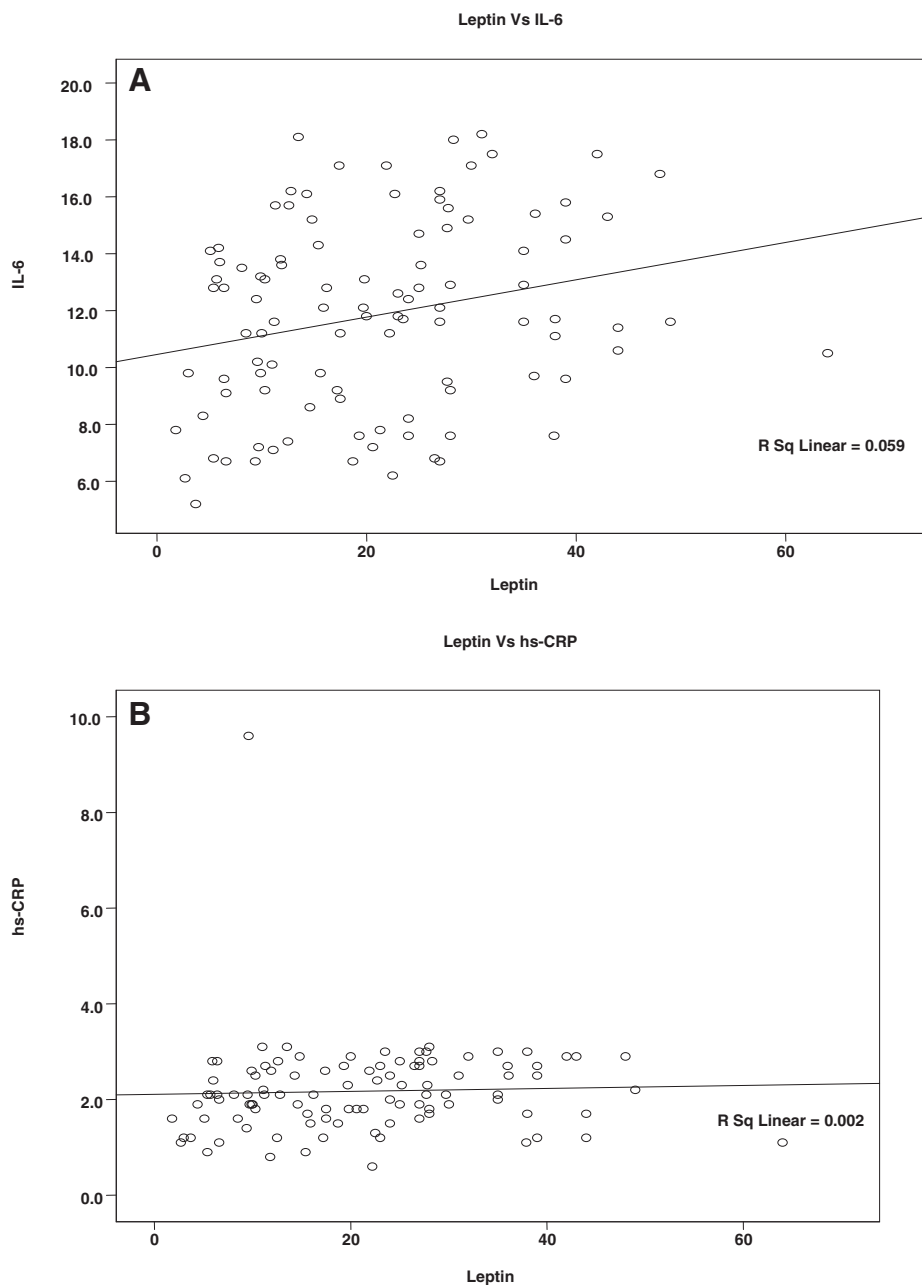 Leptin Vs IL-6
A
20.0
18.0
16.0
14.0
12.0
10.0
8.0
6.0
IL-6
R Sq Linear = 0.059
0 20 40 60
Leptin
Leptin Vs hs-CRP
B
10.0
8.0
6.0
4.0
2.0
0.0
hs-CRP
R Sq Linear = 0.002
0 20 40 60
Leptin